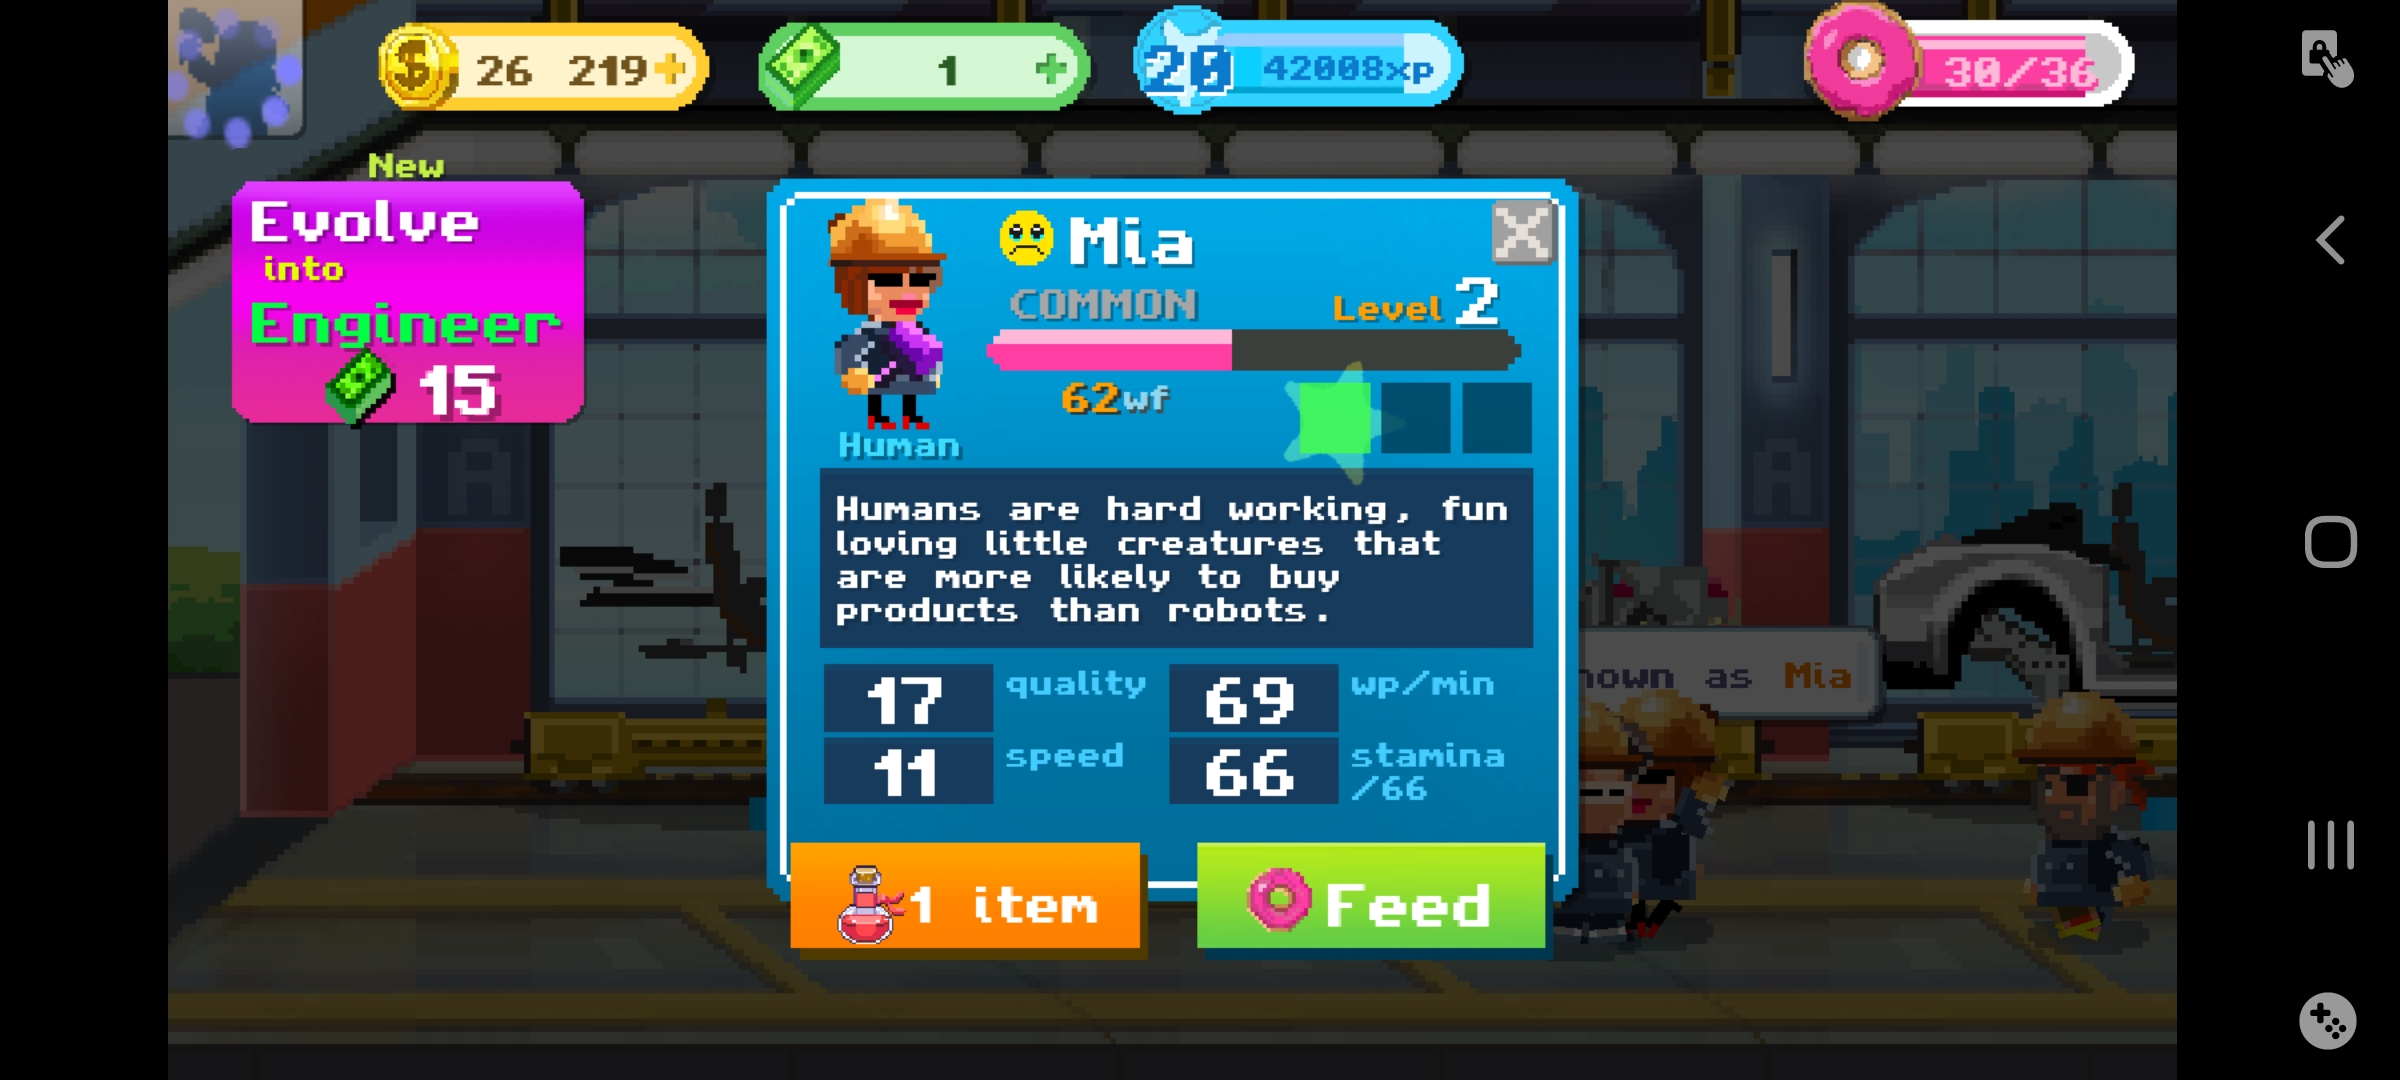 26 219
1
20
42008xp
30/36
New
Evolve
into
Engineer
15
Mia
COMMON
Level 2
62wf
Human
Humans are hard working, fun
loving little creatures that
are more likely to buy
products than robots.
17 quality
69 wp/min
11 speed
66 stamina
/66
nown as Mia
1 item
Feed